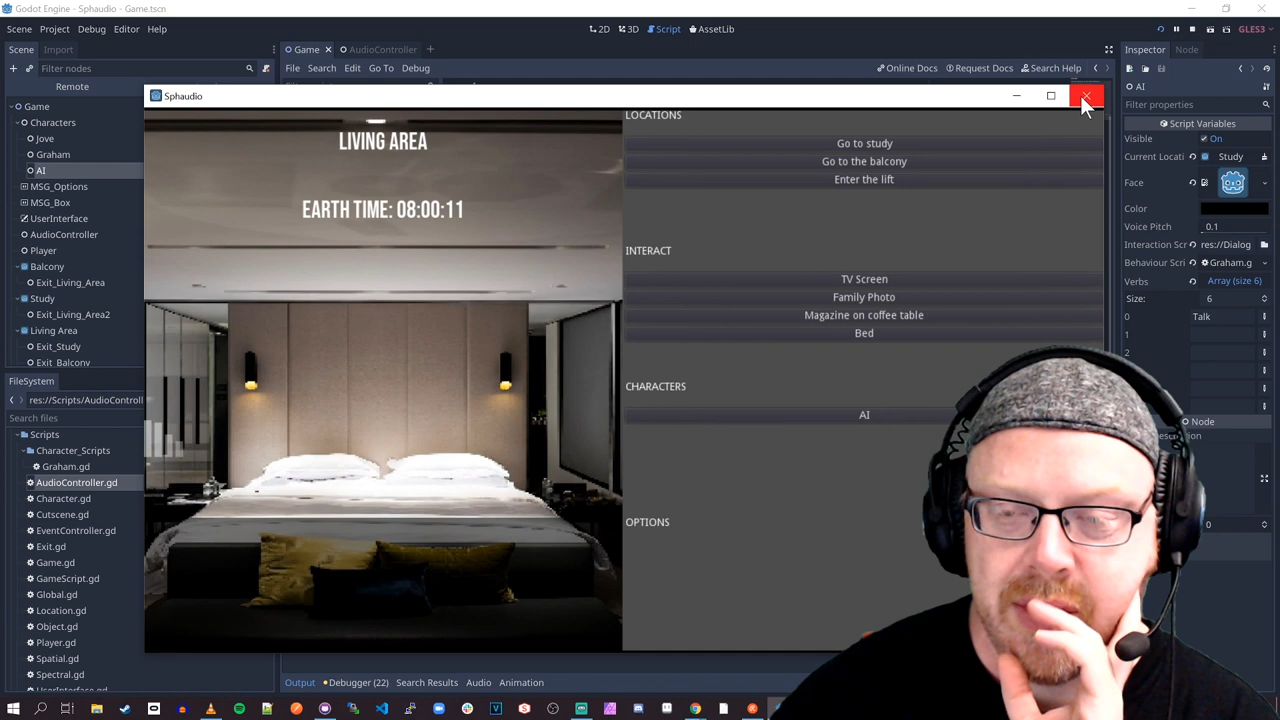 Godot Engine - Sphaudio - Game.tscn
Scene Project Debug Editor Help
2D 3D Script AssetLib
GLES3
Scene Import
Game AudioController
Inspector Node
Filter nodes
File Search Edit Go To Debug
Online Docs Request Docs Search Help
Remote
AI
Filter properties
Game
Characters
Jove
Graham
AI
MSG_Options
MSG_Box
UserInterface
AudioController
Player
Balcony
Exit_Living_Area
Study
Exit_Living_Area2
Living Area
Exit_Study
Exit_Balcony
FileSystem
res://Scripts/AudioControll
Search files
Scripts
Character_Scripts
Graham.gd
AudioController.gd
Character.gd
Cutscene.gd
EventController.gd
Exit.gd
Game.gd
GameScript.gd
Global.gd
Location.gd
Object.gd
Player.gd
Spatial.gd
Spectral.gd
UserInterface.gd
Sphaudio
LIVING AREA
EARTH TIME: 08:00:11
LOCATIONS
Go to study
Go to the balcony
Enter the lift
INTERACT
TV Screen
Family Photo
Magazine on coffee table
Bed
CHARACTERS
AI
OPTIONS
Script Variables
Visible On
Current Locati Study
Face
Color
Voice Pitch 0.1
Interaction Scr res://Dialog
Behaviour Scri Graham.g
Verbs Array (size 6)
Size: 6
0 Talk
1
2
Node
0
Output Debugger (22) Search Results Audio Animation